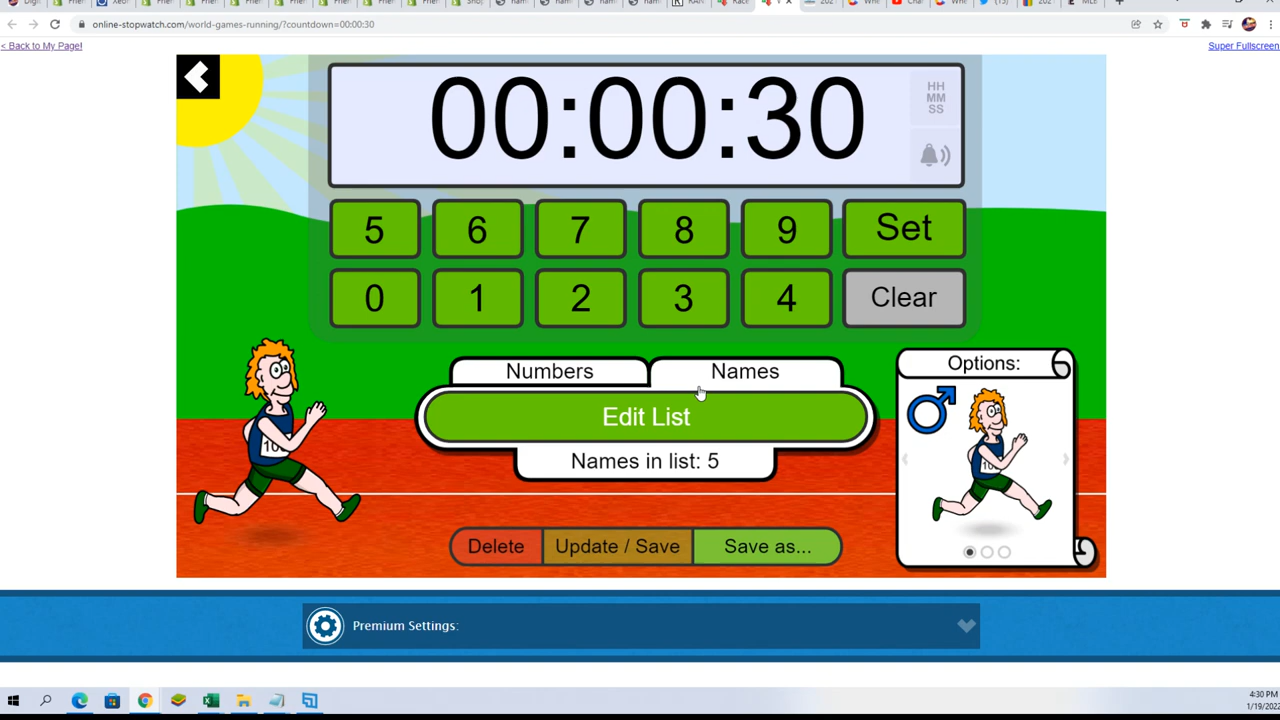 online-stopwatch.com/world-games-running/?countdown=00:00:30
< Back to My Page!
Super Fullscreen
00:00:30
HH
MM
SS
5 6 7 8 9 Set
0 1 2 3 4 Clear
Numbers Names
Edit List
Names in list: 5
Options:
10
10
Delete Update / Save Save as...
Premium Settings:
4:30 PM
1/19/2022